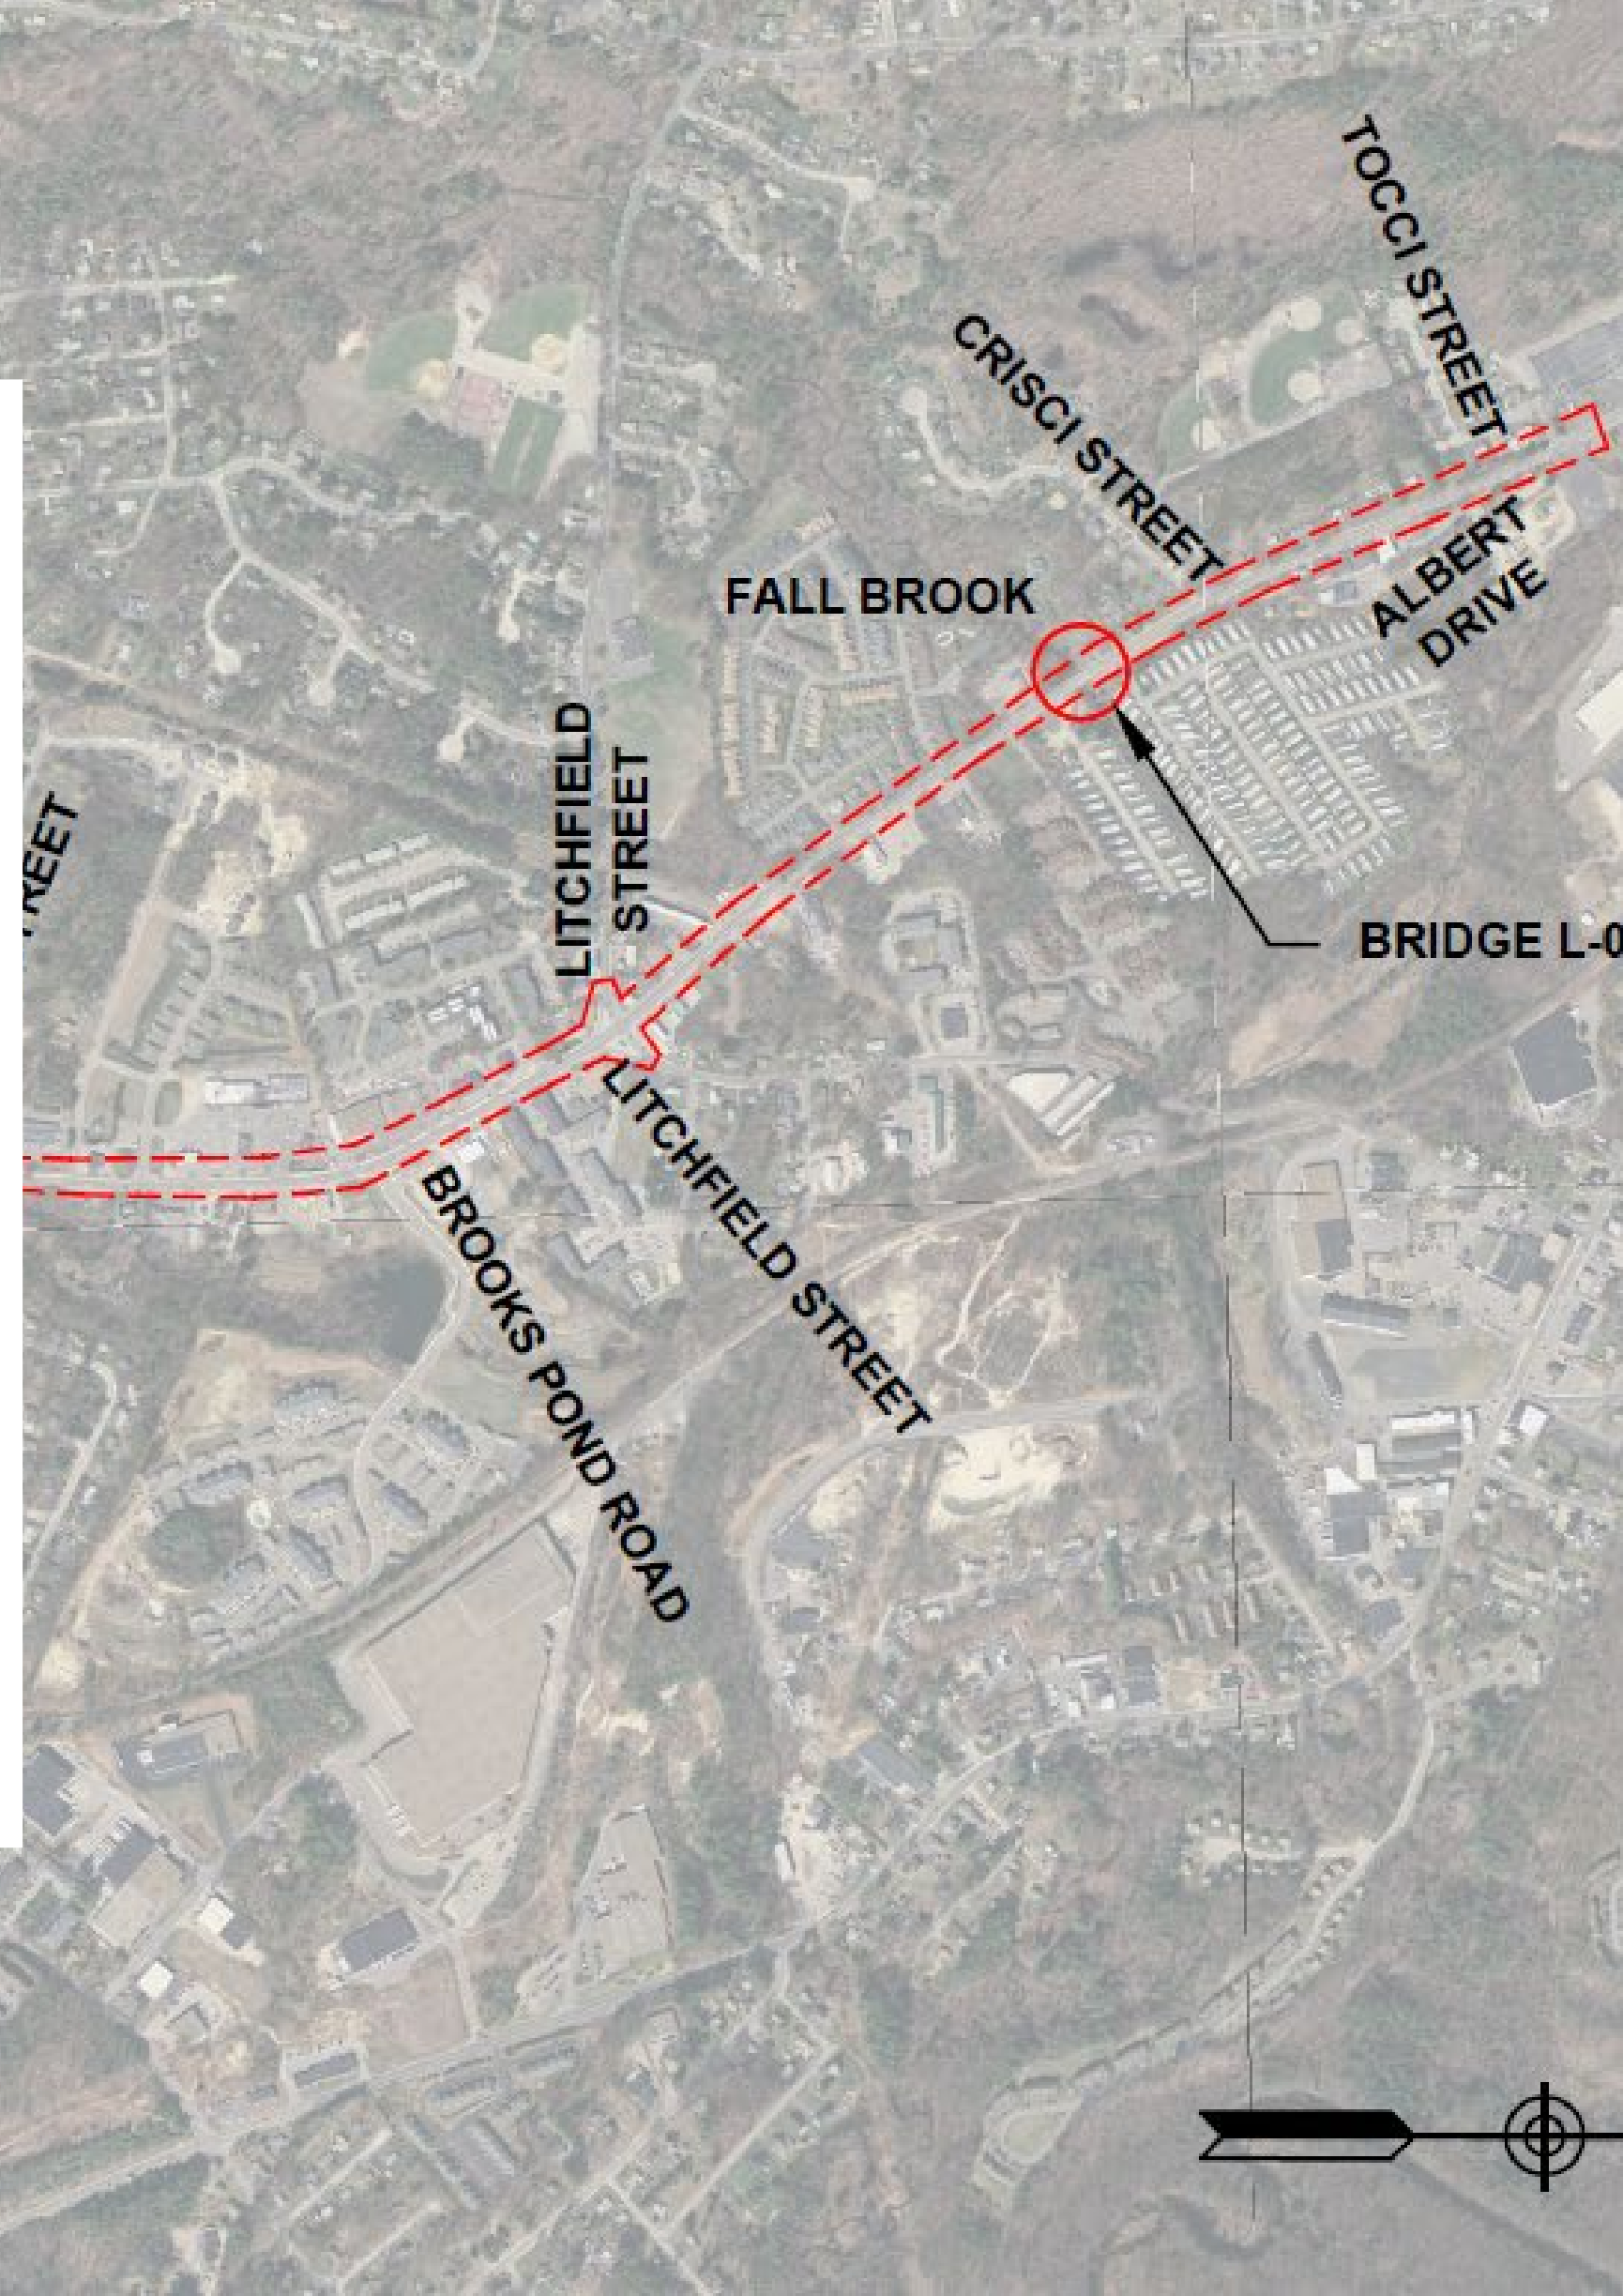 TOCCI STREET
CRISCI STREET
FALL BROOK
ALBERT
DRIVE
LITCHFIELD
STREET
BRIDGE L-0
LITCHFIELD STREET
BROOKS POND ROAD